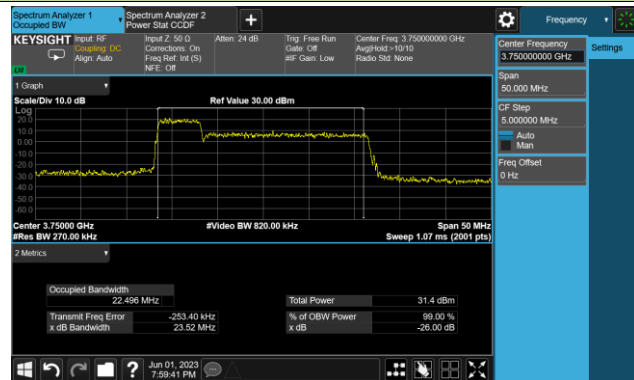 Spectrum Analyzer 1
Occupied BW
Spectrum Analyzer 2
Power Stat CCDF
Frequency
KEYSIGHT
Input: RF
Coupling: DC
Align: Auto
Input Z: 50 Ω
Corrections: On
Freq Ref: Int (S)
NFE: Off
Atten: 24 dB
Trig: Free Run
Gate: Off
#IF Gain: Low
Center Freq: 3.750000000 GHz
Avg|Hold:>10/10
Radio Std: None
Center Frequency
3.750000000 GHz
Settings
Span
50.000 MHz
CF Step
5.000000 MHz
Auto
Man
Freq Offset
0 Hz
1 Graph
Scale/Div 10.0 dB
Ref Value 30.00 dBm
Log
20.0
10.0
0.00
-10.0
-20.0
-30.0
-40.0
-50.0
-60.0
Center 3.75000 GHz
#Video BW 820.00 kHz
Span 50 MHz
#Res BW 270.00 kHz
Sweep 1.07 ms (2001 pts)
2 Metrics
Occupied Bandwidth
22.496 MHz
Total Power
31.4 dBm
Transmit Freq Error
-253.40 kHz
% of OBW Power
99.00 %
x dB Bandwidth
23.52 MHz
x dB
-26.00 dB
Jun 01, 2023
7:59:41 PM